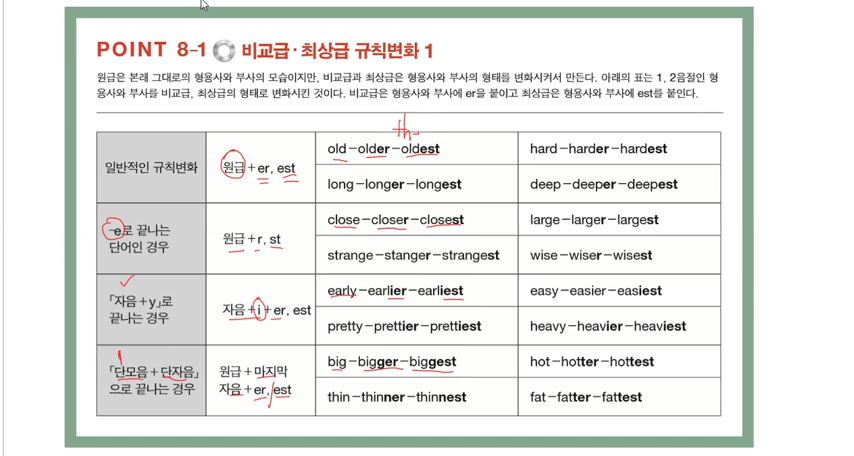 POINT 8-1 비교급·최상급 규칙변화 1
원급은 본래 그대로의 형용사와 부사의 모습이지만, 비교급과 최상급은 형용사와 부사의 형태를 변화시켜서 만든다. 아래의 표는 1, 2음절인 형
용사와 부사를 비교급, 최상급의 형태로 변화시킨 것이다. 비교급은 형용사와 부사에 er을 붙이고 최상급은 형용사와 부사에 est를 붙인다.
th-
일반적인 규칙변화
원급+er, est
old-older-oldest
hard-harder-hardest
long-longer-longest
deep-deeper-deepest
-e로 끝나는
단어인 경우
원급+r, st
close-closer-closest
large-larger-largest
strange-stanger-strangest
wise-wiser-wisest
「자음+y」로
끝나는 경우
자음+i+er, est
early-earlier-earliest
easy-easier-easiest
pretty-prettier-prettiest
heavy-heavier-heaviest
「단모음+단자음」
으로 끝나는 경우
원급+마지막
자음+er, est
big-bigger-biggest
hot-hotter-hottest
thin-thinner-thinnest
fat-fatter-fattest